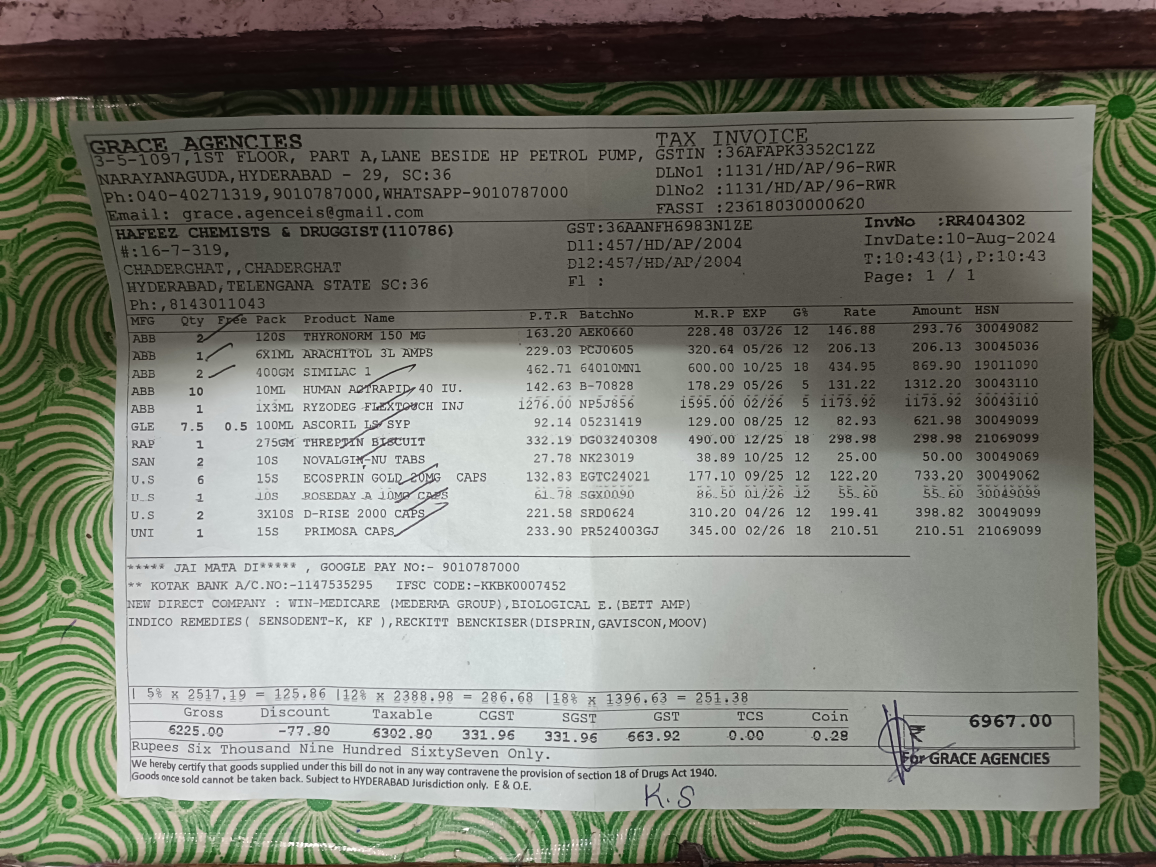 GRACE AGENCIES
3-5-1097,1ST FLOOR, PART A,LANE BESIDE HP PETROL PUMP,
NARAYANAGUDA,HYDERABAD - 29, SC:36
Ph:040-40271319,9010787000,WHATSAPP-9010787000
Email: grace.agenceis@gmail.com
TAX INVOICE
GSTIN :36AFAPK3352C1ZZ
DLNo1 :1131/HD/AP/96-RWR
DlNo2 :1131/HD/AP/96-RWR
FASSI :23618030000620
HAFEEZ CHEMISTS & DRUGGIST(110786)
#:16-7-319,
CHADERGHAT,,CHADERGHAT
HYDERABAD,TELENGANA STATE SC:36
Ph:,8143011043
GST:36AANFH6983N1ZE
Dl1:457/HD/AP/2004
Dl2:457/HD/AP/2004
Fl :
InvNo :RR404302
InvDate:10-Aug-2024
T:10:43(1),P:10:43
Page: 1 / 1
MFG Qty Free Pack Product Name P.T.R BatchNo M.R.P EXP G% Rate Amount HSN
ABB 2 120S THYRONORM 150 MG 163.20 AEK0660 228.48 03/26 12 146.88 293.76 30049082
ABB 1 6X1ML ARACHITOL 3L AMPS 229.03 PCJ0605 320.64 05/26 12 206.13 206.13 30045036
ABB 2 400GM SIMILAC 1 462.71 64010MN1 600.00 10/25 18 434.95 869.90 19011090
ABB 10 10ML HUMAN ACTRAPID 40 IU. 142.63 B-70828 178.29 05/26 5 131.22 1312.20 30043110
ABB 1 1X3ML RYZODEG FLEXTOUCH INJ 1276.00 NP5J856 1595.00 02/26 5 1173.92 1173.92 30043110
GLE 7.5 0.5 100ML ASCORIL LS SYP 92.14 05231419 129.00 08/25 12 82.93 621.98 30049099
RAP 1 275GM THREPTIN BISCUIT 332.19 DG03240308 490.00 12/25 18 298.98 298.98 21069099
SAN 2 10S NOVALGIN-NU TABS 27.78 NK23019 38.89 10/25 12 25.00 50.00 30049069
U.S 6 15S ECOSPRIN GOLD 20MG CAPS 132.83 EGTC24021 177.10 09/25 12 122.20 733.20 30049062
U.S 1 10S ROSEDAY A 10MG CAPS 61.78 SGX0090 86.50 01/26 12 55.60 55.60 30049099
U.S 2 3X10S D-RISE 2000 CAPS 221.58 SRD0624 310.20 04/26 12 199.41 398.82 30049099
UNI 1 15S PRIMOSA CAPS 233.90 PR524003GJ 345.00 02/26 18 210.51 210.51 21069099
***** JAI MATA DI***** , GOOGLE PAY NO:- 9010787000
** KOTAK BANK A/C.NO:-1147535295 IFSC CODE:-KKBK0007452
NEW DIRECT COMPANY : WIN-MEDICARE (MEDERMA GROUP),BIOLOGICAL E.(BETT AMP)
INDICO REMEDIES( SENSODENT-K, KF ),RECKITT BENCKISER(DISPRIN,GAVISCON,MOOV)
| 5% x 2517.19 = 125.86 |12% x 2388.98 = 286.68 |18% x 1396.63 = 251.38
Gross Discount Taxable CGST SGST GST TCS Coin
6225.00 -77.80 6302.80 331.96 331.96 663.92 0.00 0.28
₹ 6967.00
Rupees Six Thousand Nine Hundred SixtySeven Only.
For GRACE AGENCIES
We hereby certify that goods supplied under this bill do not in any way contravene the provision of section 18 of Drugs Act 1940.
Goods once sold cannot be taken back. Subject to HYDERABAD Jurisdiction only. E & O.E.
K.S